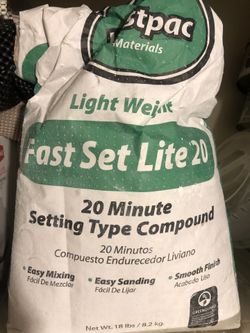 Materials
Light Weight
Fast Set Lite 20
20 Minute
Setting Type Compound
20 Minutos
Compuesto Endurecedor Liviano
• Easy Mixing
Fácil De Mezclar
• Easy Sanding
Fácil De Lijar
• Smooth Finish
Acabado Liso
Net. Wt. 18 lbs / 8.2 kg.